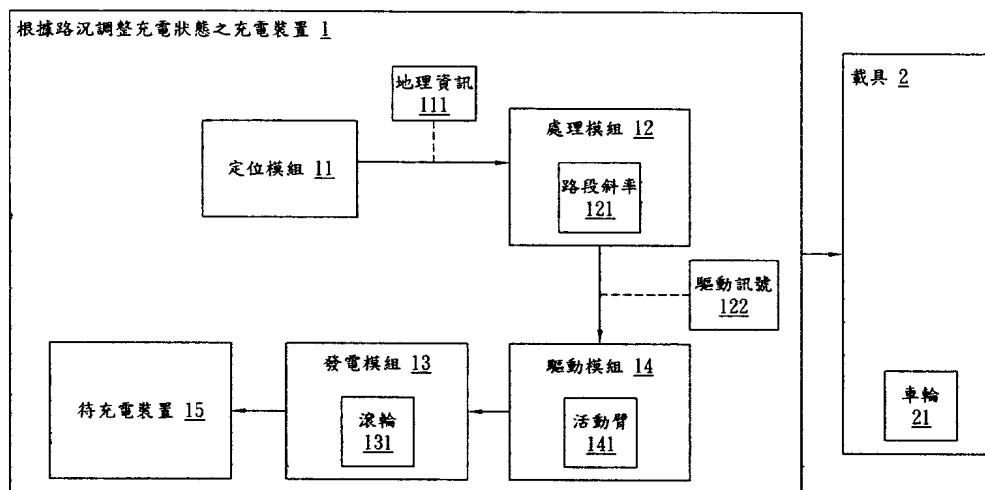 根據路況調整充電狀態之充電裝置 1
載具 2
地理資訊
111
處理模組 12
定位模組 11
路段斜率
121
驅動訊號
122
發電模組 13
驅動模組 14
待充電裝置 15
滾輪
131
活動臂
141
車輪
21